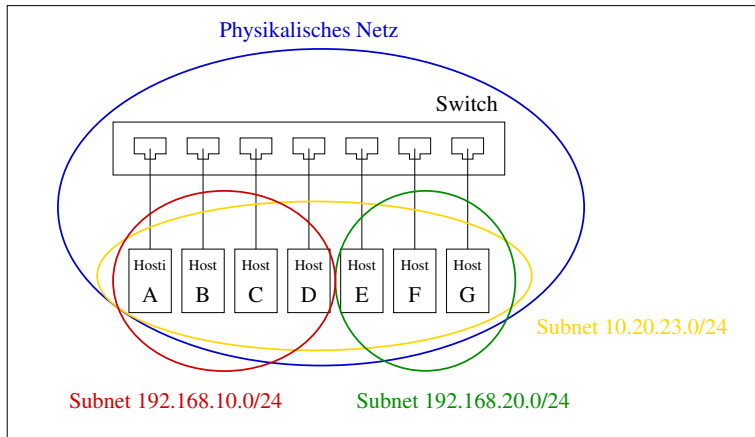 Physikalisches Netz
Switch
Hosti Host Host Host Host Host Host
A B C D E F G
Subnet 10.20.23.0/24
Subnet 192.168.10.0/24 Subnet 192.168.20.0/24